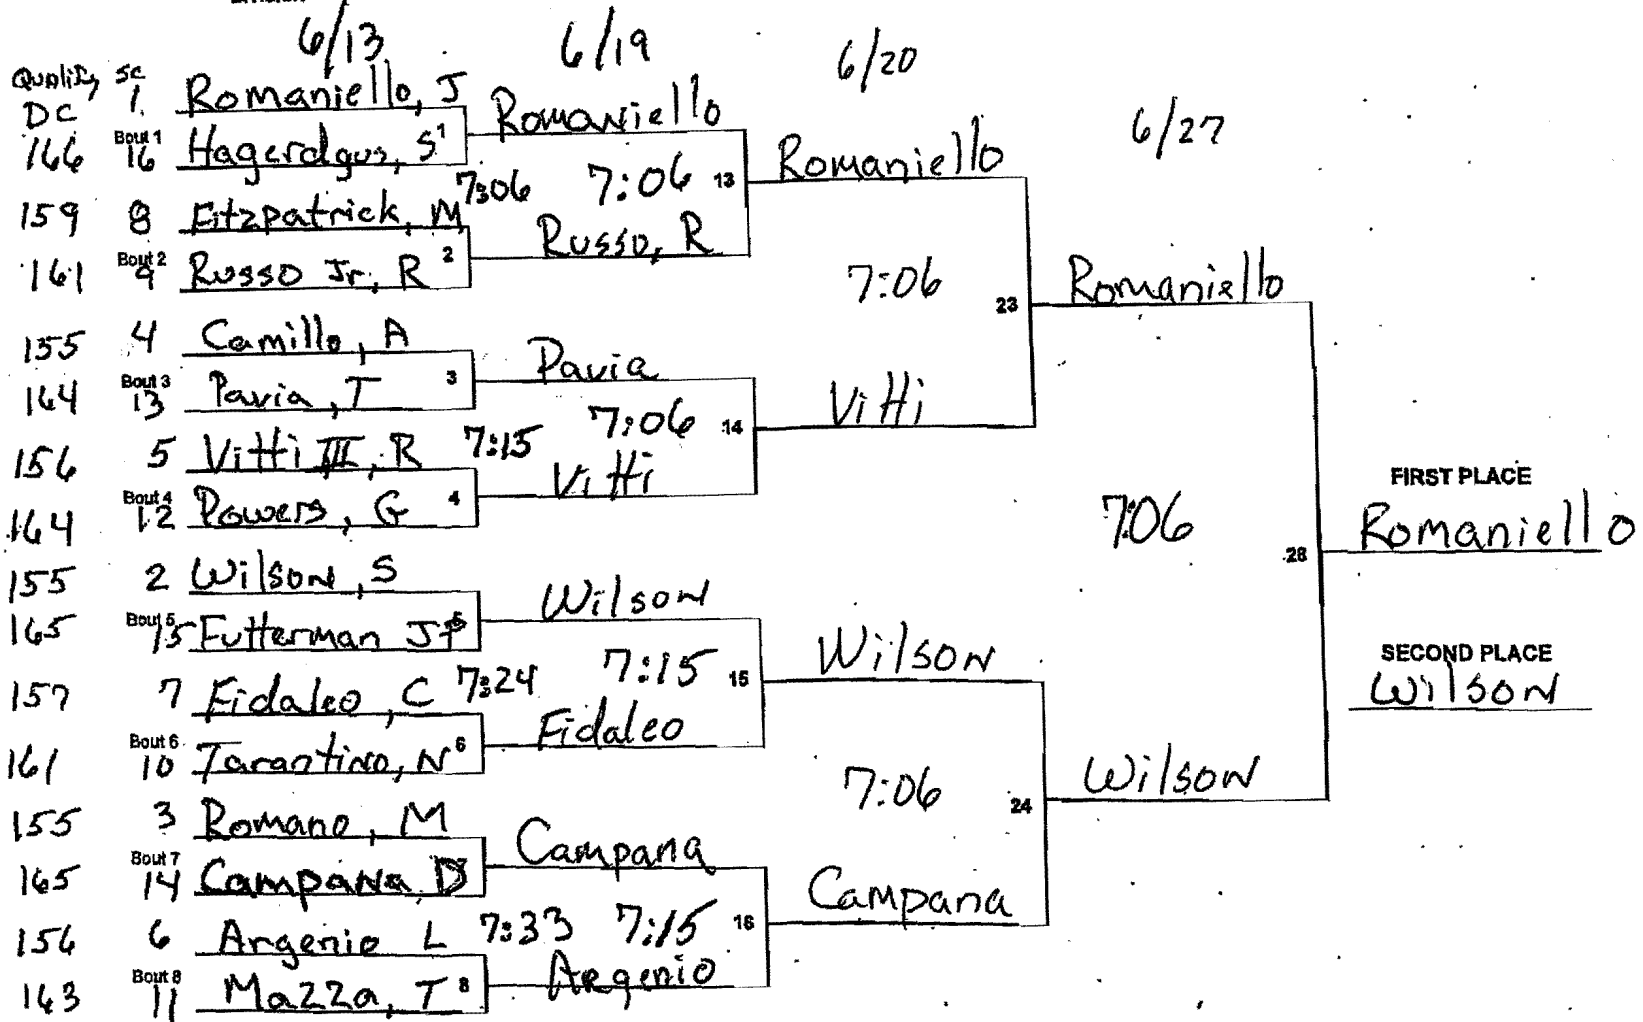 6/13 6/19 6/20 6/27
Qualify sc
DC 1 Romaniello, J Romaniello
166 Bout 1 16 Hagerdgus, S 1 Romaniello
7:06 7:06 13
159 8 Fitzpatrick, M Russo, R
161 Bout 2 9 Russo Jr, R 2 7:06 23 Romaniello
155 4 Camillo, A Pavia
164 Bout 3 13 Pavia, T 3 Vitti
7:06 14
156 5 Vitti III, R 7:15 Vitti
FIRST PLACE
164 Bout 4 12 Powers, G 4 7:06 28 Romaniello
155 2 Wilson, S Wilson
165 Bout 5 15 Futterman Jr 5 Wilson
SECOND PLACE
7:24 7:15 15 Wilson
157 7 Fidaleo, C Fidaleo
161 Bout 6 10 Tarantino, N 6 7:06 24 Wilson
155 3 Romano, M Campana
165 Bout 7 14 Campana D Campana
156 6 Argenio L 7:33 7:15 16
163 Bout 8 11 Mazza, T 8 Argenio